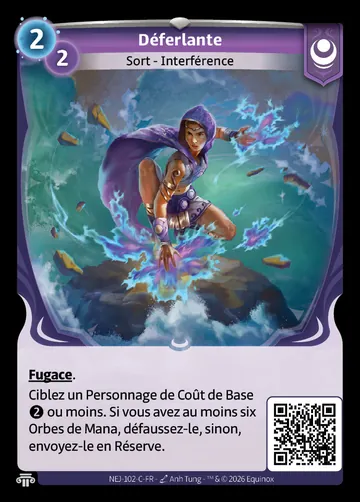 2
Déferlante
2
Sort - Interférence
Fugace.
Ciblez un Personnage de Coût de Base
2 ou moins. Si vous avez au moins six
Orbes de Mana, défaussez-le, sinon,
envoyez-le en Réserve.
NEJ-102-C-FR - Anh Tung - ™ & © 2026 Equinox